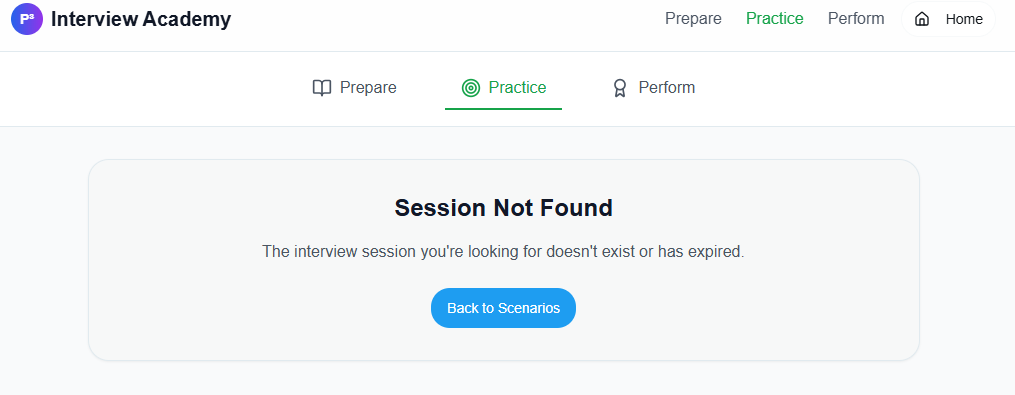 P³ Interview Academy
Prepare Practice Perform Home
Prepare Practice Perform
Session Not Found
The interview session you're looking for doesn't exist or has expired.
Back to Scenarios